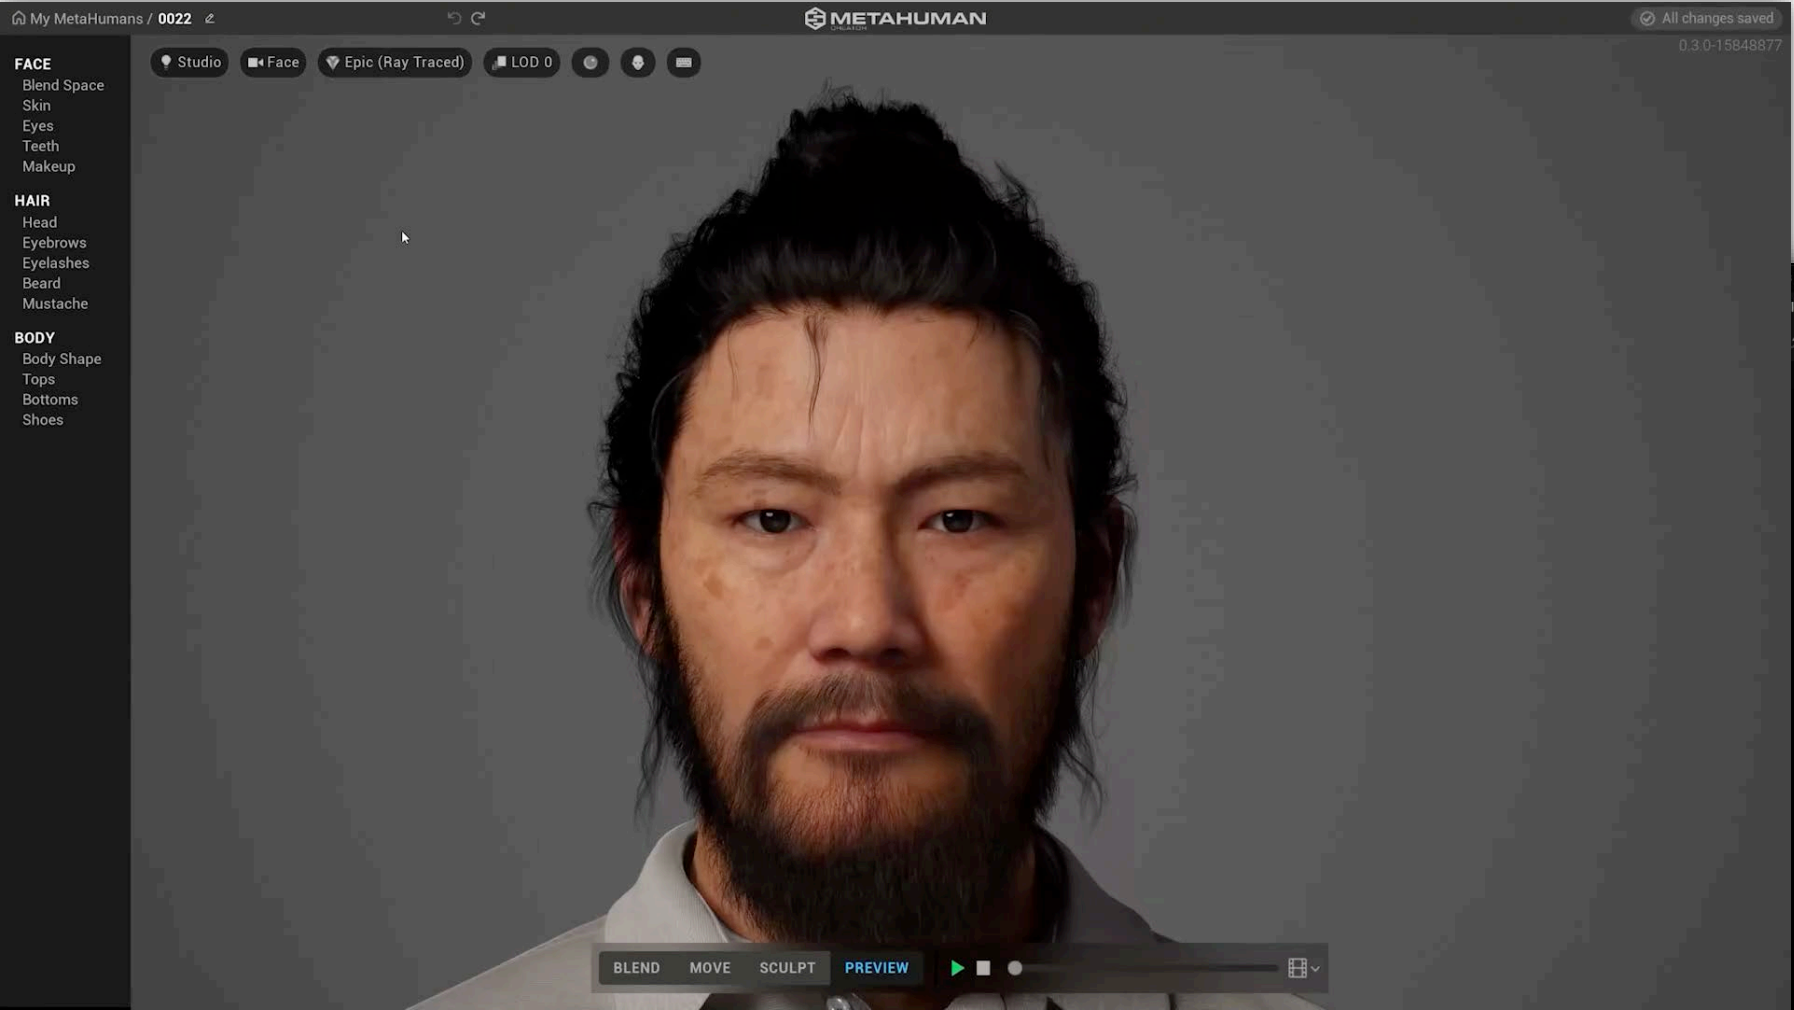 My MetaHumans / 0022
METAHUMAN
CREATOR
All changes saved
0.3.0-15848877
Studio
Face
Epic (Ray Traced)
LOD 0
FACE
Blend Space
Skin
Eyes
Teeth
Makeup
HAIR
Head
Eyebrows
Eyelashes
Beard
Mustache
BODY
Body Shape
Tops
Bottoms
Shoes
BLEND
MOVE
SCULPT
PREVIEW